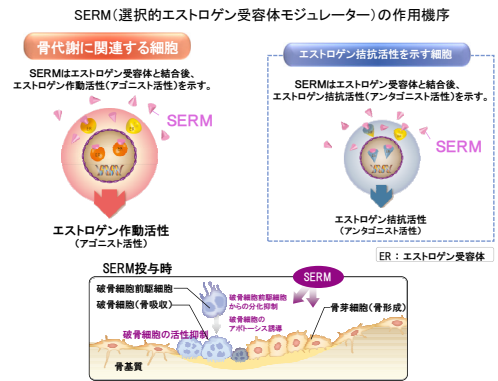 SERM(選択的エストロゲン受容体モジュレーター)の作用機序
骨代謝に関連する細胞
SERMはエストロゲン受容体と結合後、
エストロゲン作動活性(アゴニスト活性)を示す。
SERM
エストロゲン作動活性
(アゴニスト活性)
エストロゲン拮抗活性を示す細胞
SERMはエストロゲン受容体と結合後、
エストロゲン拮抗活性(アンタゴニスト活性)を示す。
SERM
エストロゲン拮抗活性
(アンタゴニスト活性)
ER : エストロゲン受容体
SERM投与時
SERM
破骨細胞前駆細胞
破骨細胞(骨吸収)
破骨細胞前駆細胞
からの分化抑制
破骨細胞の
アポトーシス誘導
破骨細胞の活性抑制
骨芽細胞(骨形成)
骨基質